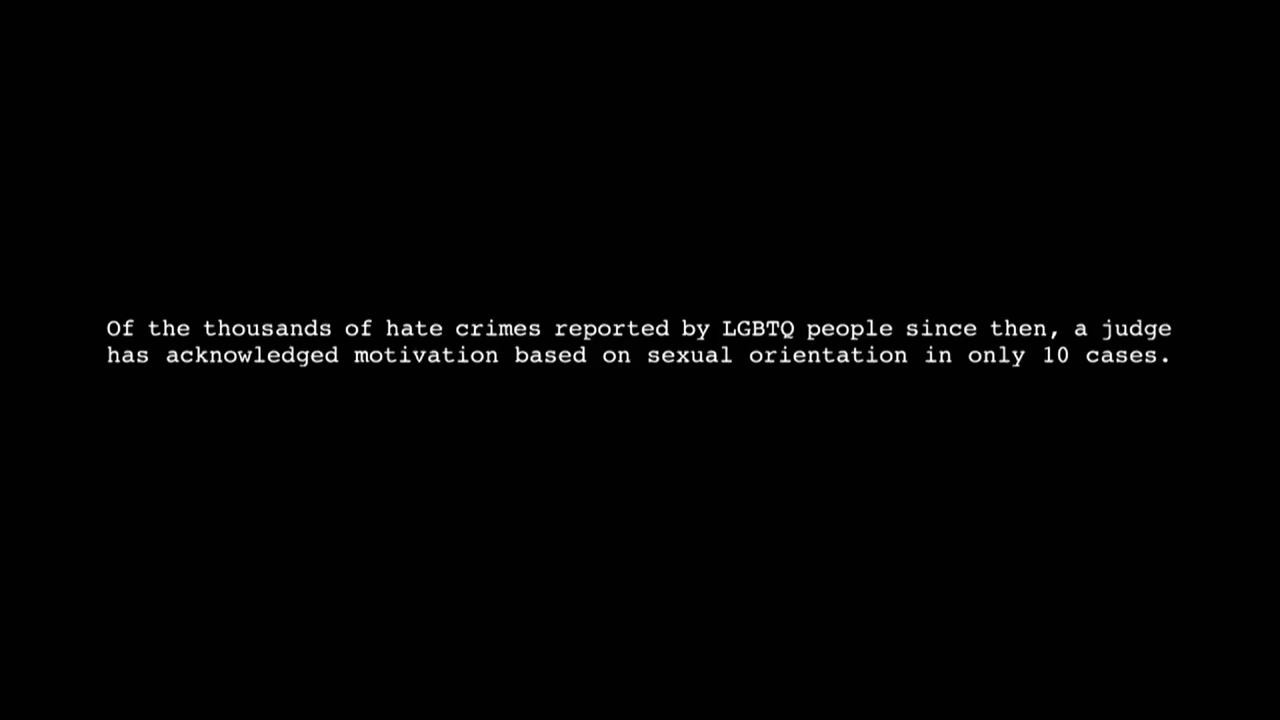 Of the thousands of hate crimes reported by LGBTQ people since then, a judge
has acknowledged motivation based on sexual orientation in only 10 cases.